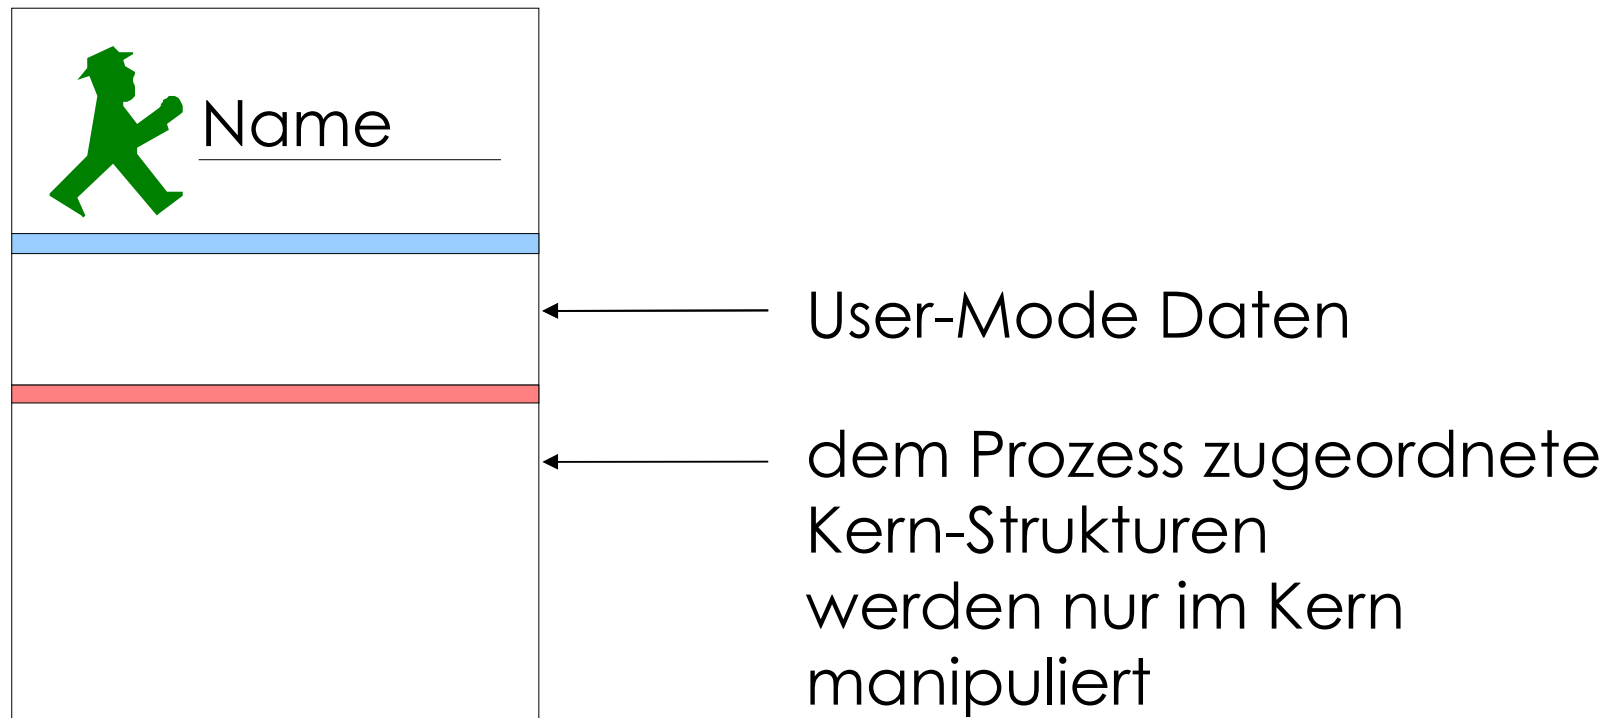 Name
User-Mode Daten
dem Prozess zugeordnete
Kern-Strukturen
werden nur im Kern
manipuliert